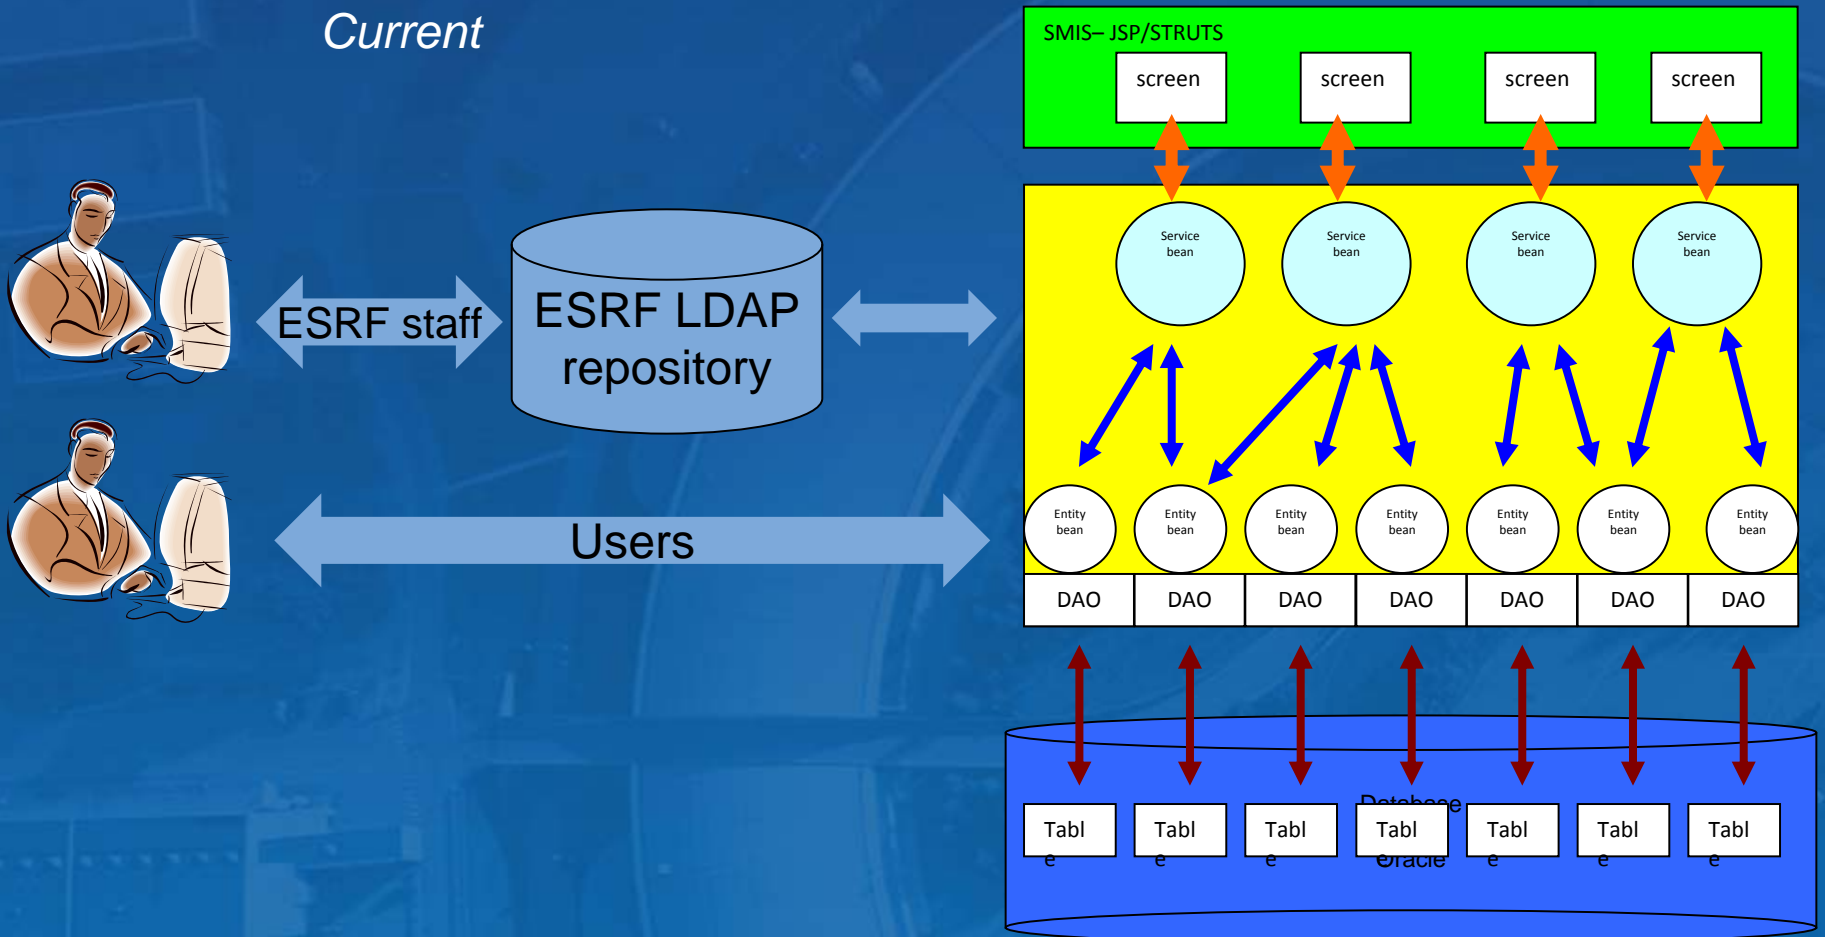 Current
SMIS– JSP/STRUTS
screen
screen
screen
screen
Service
bean
Service
bean
Service
bean
Service
bean
ESRF staff
ESRF LDAP
repository
Users
Entity
bean
Entity
bean
Entity
bean
Entity
bean
Entity
bean
Entity
bean
Entity
bean
DAO
DAO
DAO
DAO
DAO
DAO
DAO
Database
Tabl
e
Tabl
e
Tabl
e
Tabl
e
Tabl
e
Tabl
e
Tabl
e
Oracle